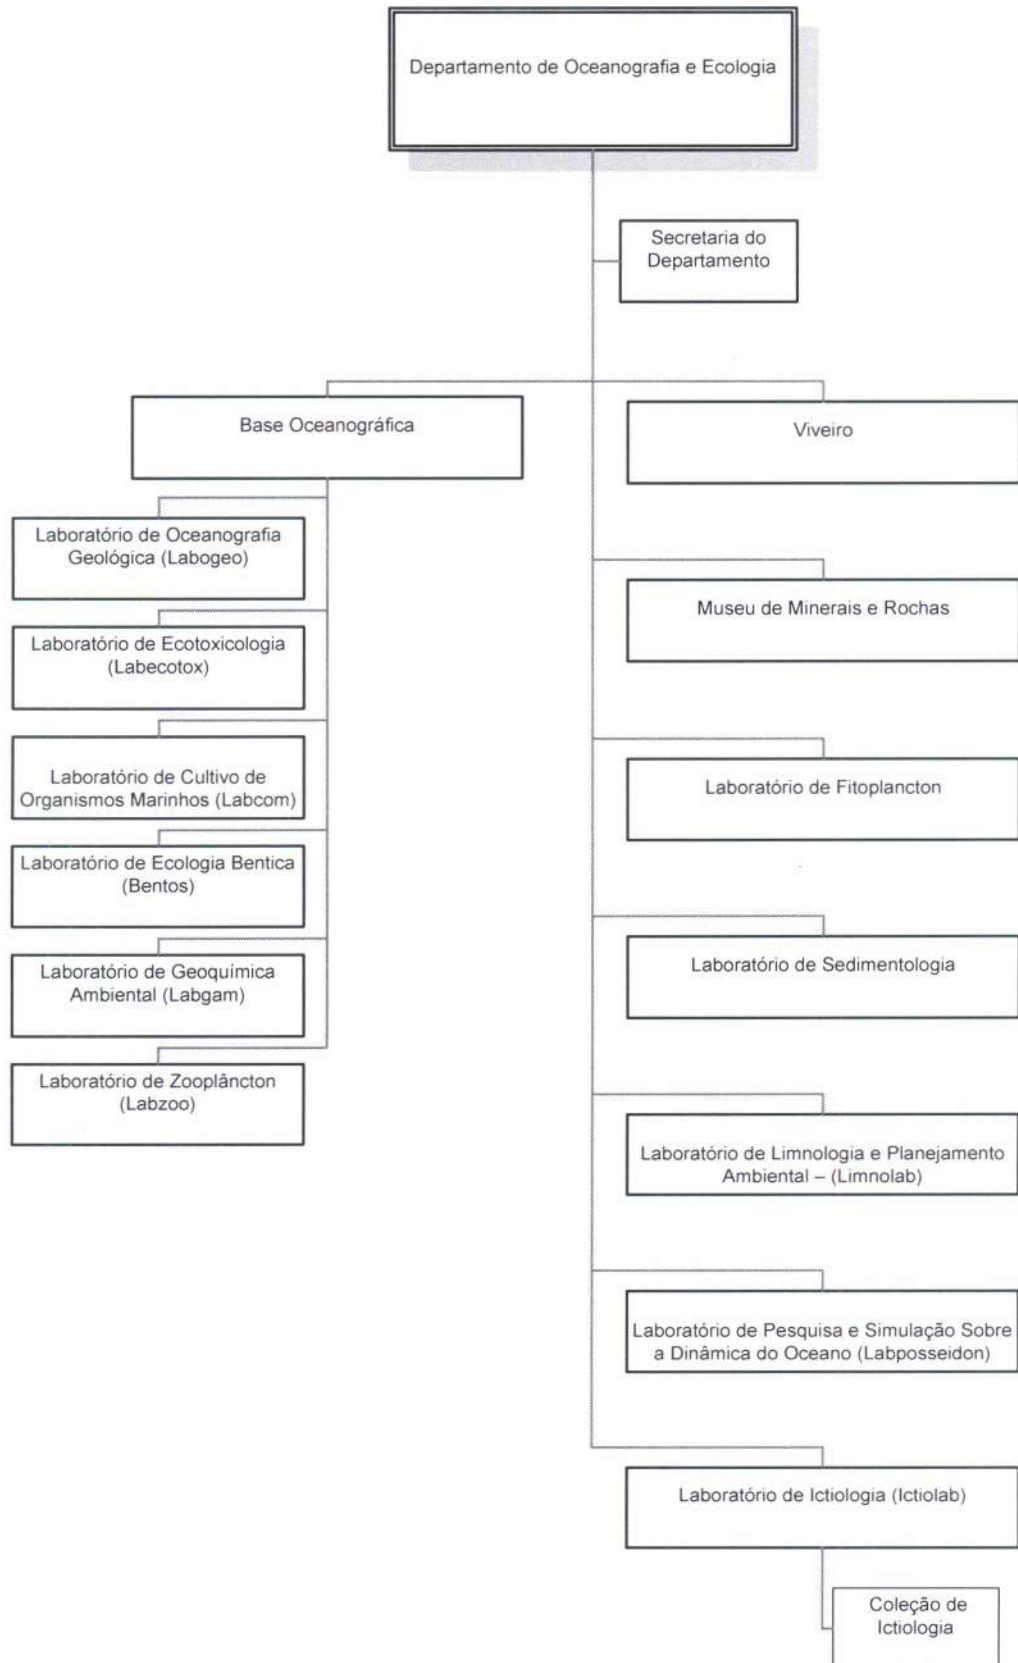 Departamento de Oceanografia e Ecologia
Secretaria do
Departamento
Base Oceanográfica
Laboratório de Oceanografia
Geológica (Labogeo)
Laboratório de Ecotoxicologia
(Labecotox)
Laboratório de Cultivo de
Organismos Marinhos (Labcom)
Laboratório de Ecologia Bentica
(Bentos)
Laboratório de Geoquímica
Ambiental (Labgam)
Laboratório de Zooplâncton
(Labzoo)
Viveiro
Museu de Minerais e Rochas
Laboratório de Fitoplancton
Laboratório de Sedimentologia
Laboratório de Limnologia e Planejamento
Ambiental – (Limnolab)
Laboratório de Pesquisa e Simulação Sobre
a Dinâmica do Oceano (Labposseidon)
Laboratório de Ictiologia (Ictiolab)
Coleção de
Ictiologia